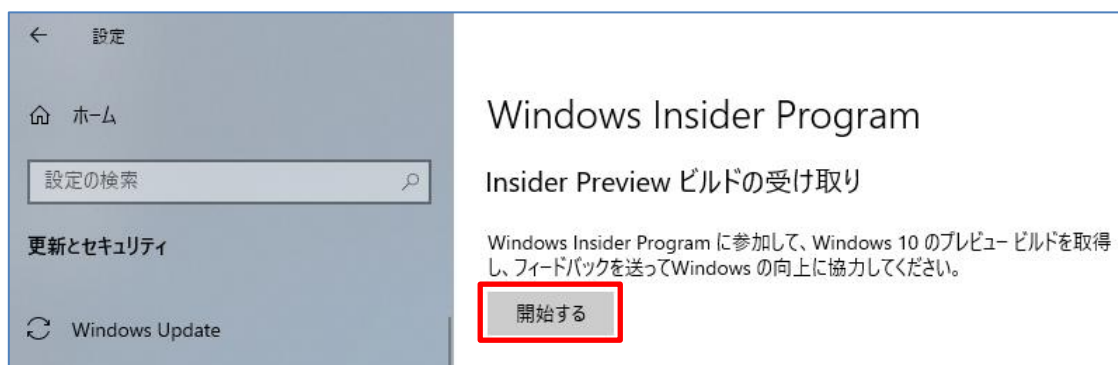 設定
ホーム
設定の検索
更新とセキュリティ
Windows Update
Windows Insider Program
Insider Preview ビルドの受け取り
Windows Insider Program に参加して、Windows 10 のプレビュー ビルドを取得
し、フィードバックを送ってWindows の向上に協力してください。
開始する